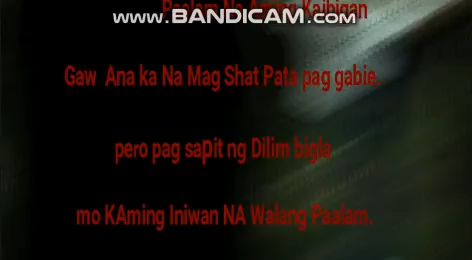 WWW.BANDICAM.COM
Paalam Na Aming Kaibigan
Gaw Ana ka Na Mag Shat Pata pag gabie.
pero pag sapit ng Dilim bigla
mo KAming Iniwan NA Walang Paalam.